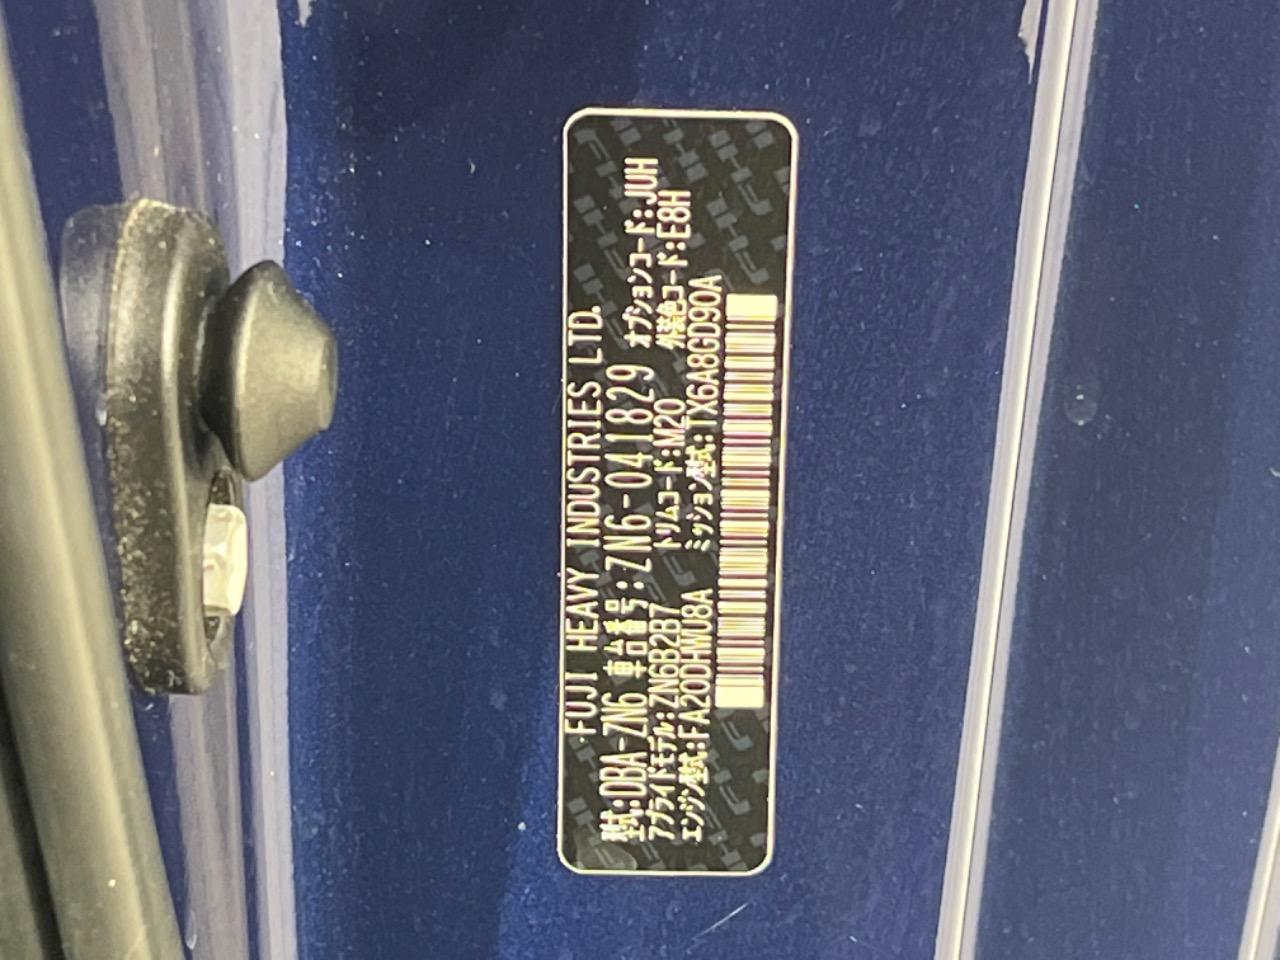 FUJI HEAVY INDUSTRIES LTD.
型式:DBA-ZN6 車台番号:ZN6-041829 オプションコード:JUH
アプライドモデル:ZN6B2B7 トリムコード:M20 外装色コード:E8H
エンジン型式:FA20DHWU8A ミッション型式:TX6A8GD90A